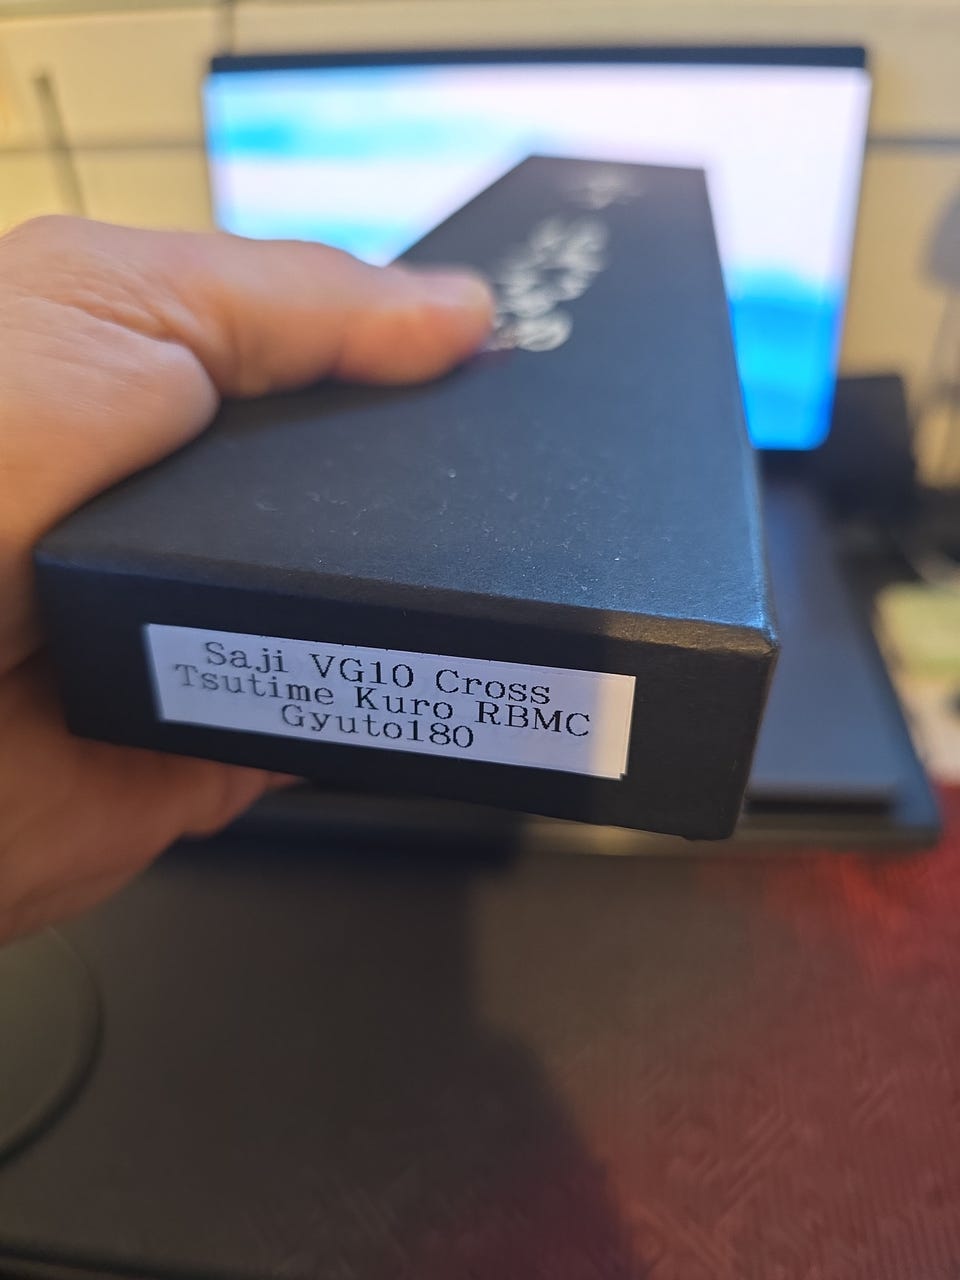 Saji VG10 Cross
Tsutime Kuro RBMC
Gyuto180